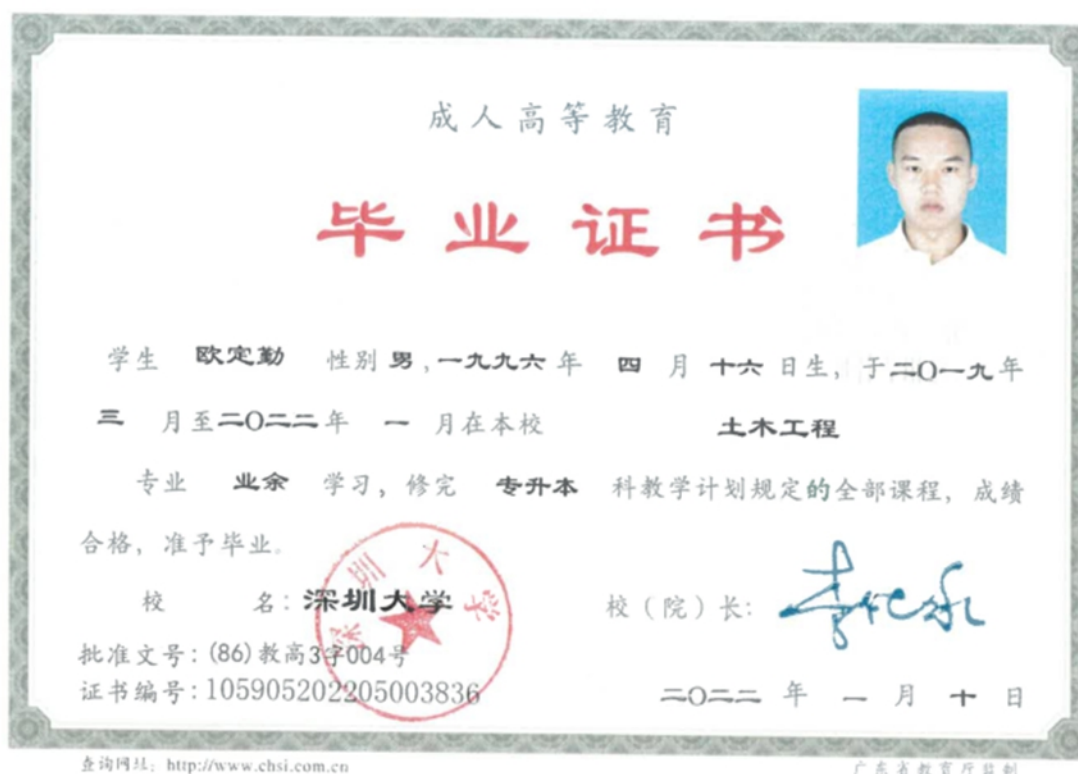 成人高等教育
毕业证书
学生 欧定勤 性别 男，一九九六年 四 月 十六 日生，于二〇一九年
三 月至二〇二二年 一 月在本校 土木工程
专业 业余 学习，修完 专升本 科教学计划规定的全部课程，成绩
合格，准予毕业。
深圳大学
校 名：深圳大学 校（院）长：
批准文号：(86)教高3字004号
证书编号：105905202205003836 二〇二二 年 一 月 十 日
查询网址：http://www.chsi.com.cn 广东省教育厅监制